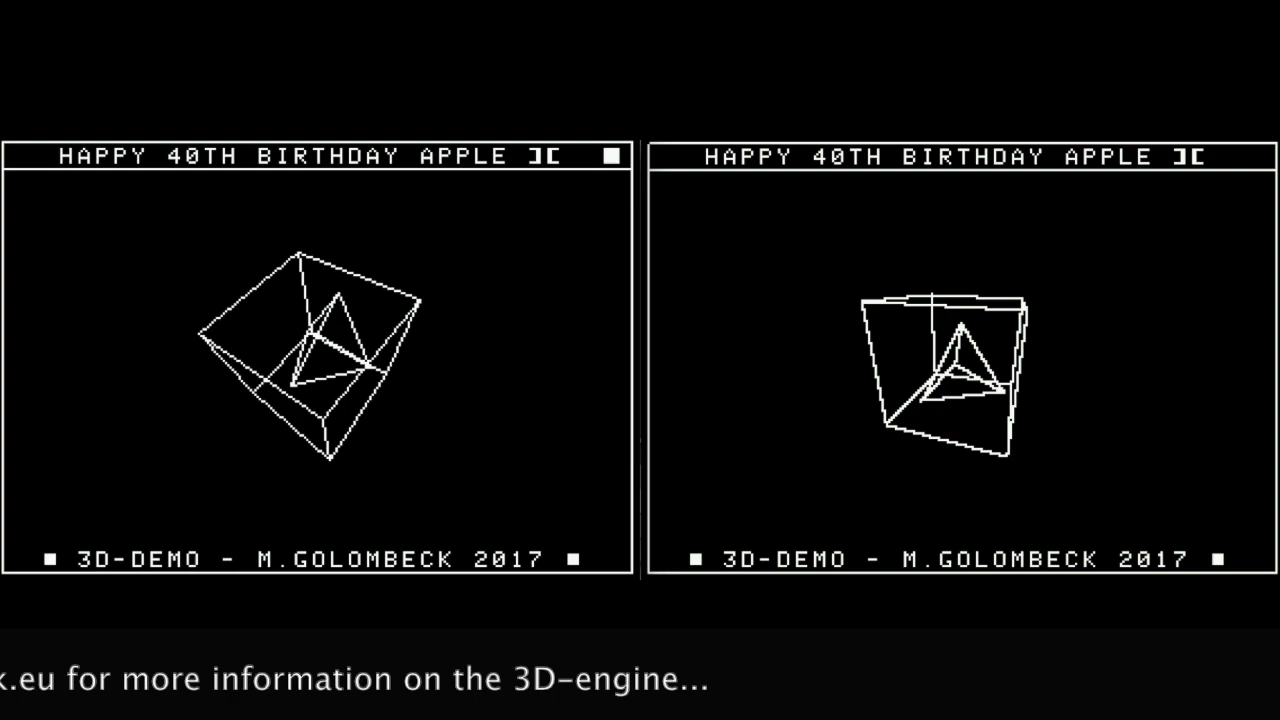 HAPPY 40TH BIRTHDAY APPLE ][
HAPPY 40TH BIRTHDAY APPLE ][
3D-DEMO - M.GOLOMBECK 2017
3D-DEMO - M.GOLOMBECK 2017
k.eu for more information on the 3D-engine...